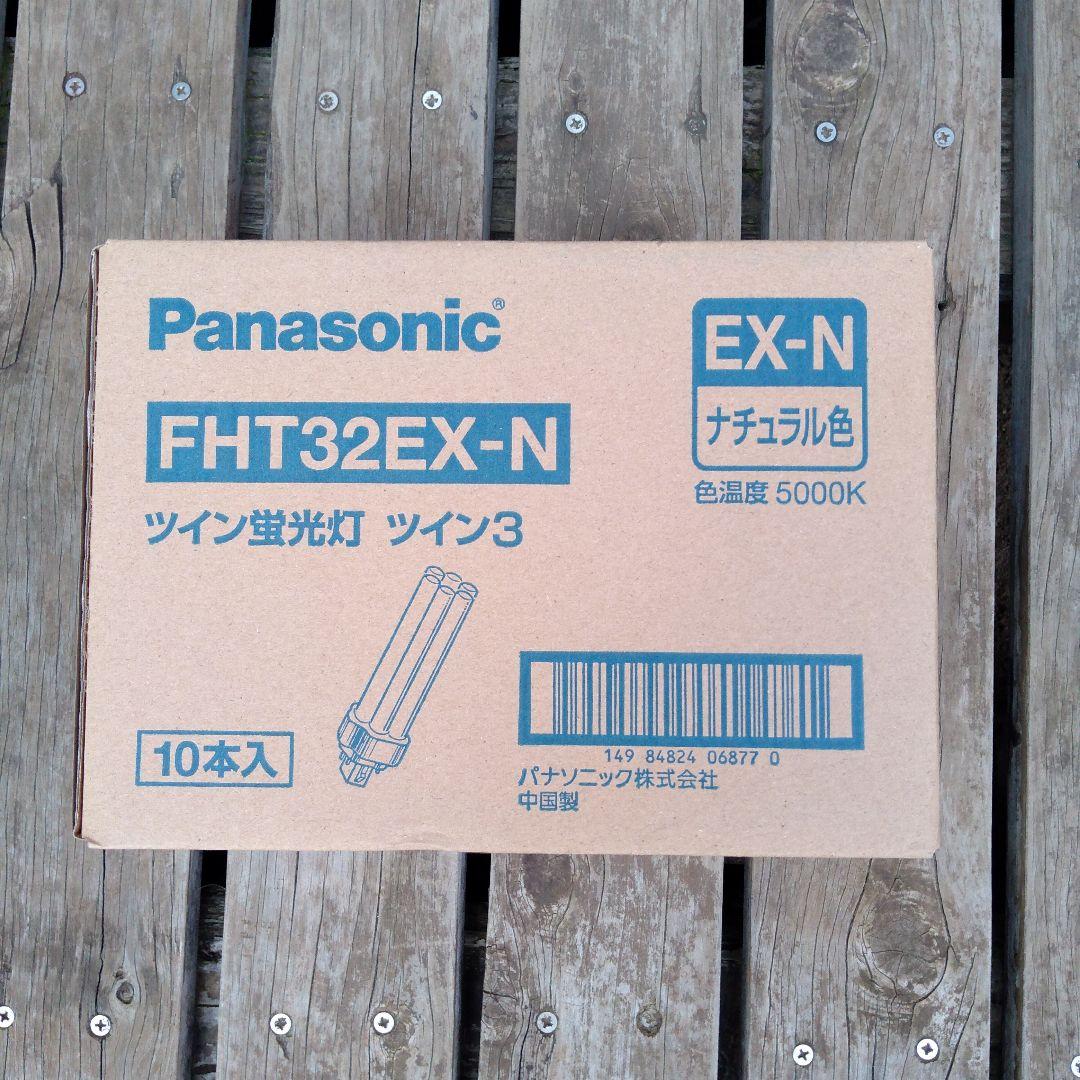 Panasonic®
FHT32EX-N
ツイン蛍光灯 ツイン3
EX-N
ナチュラル色
色温度 5000K
10本入
149 84824 06877 0
パナソニック株式会社
中国製